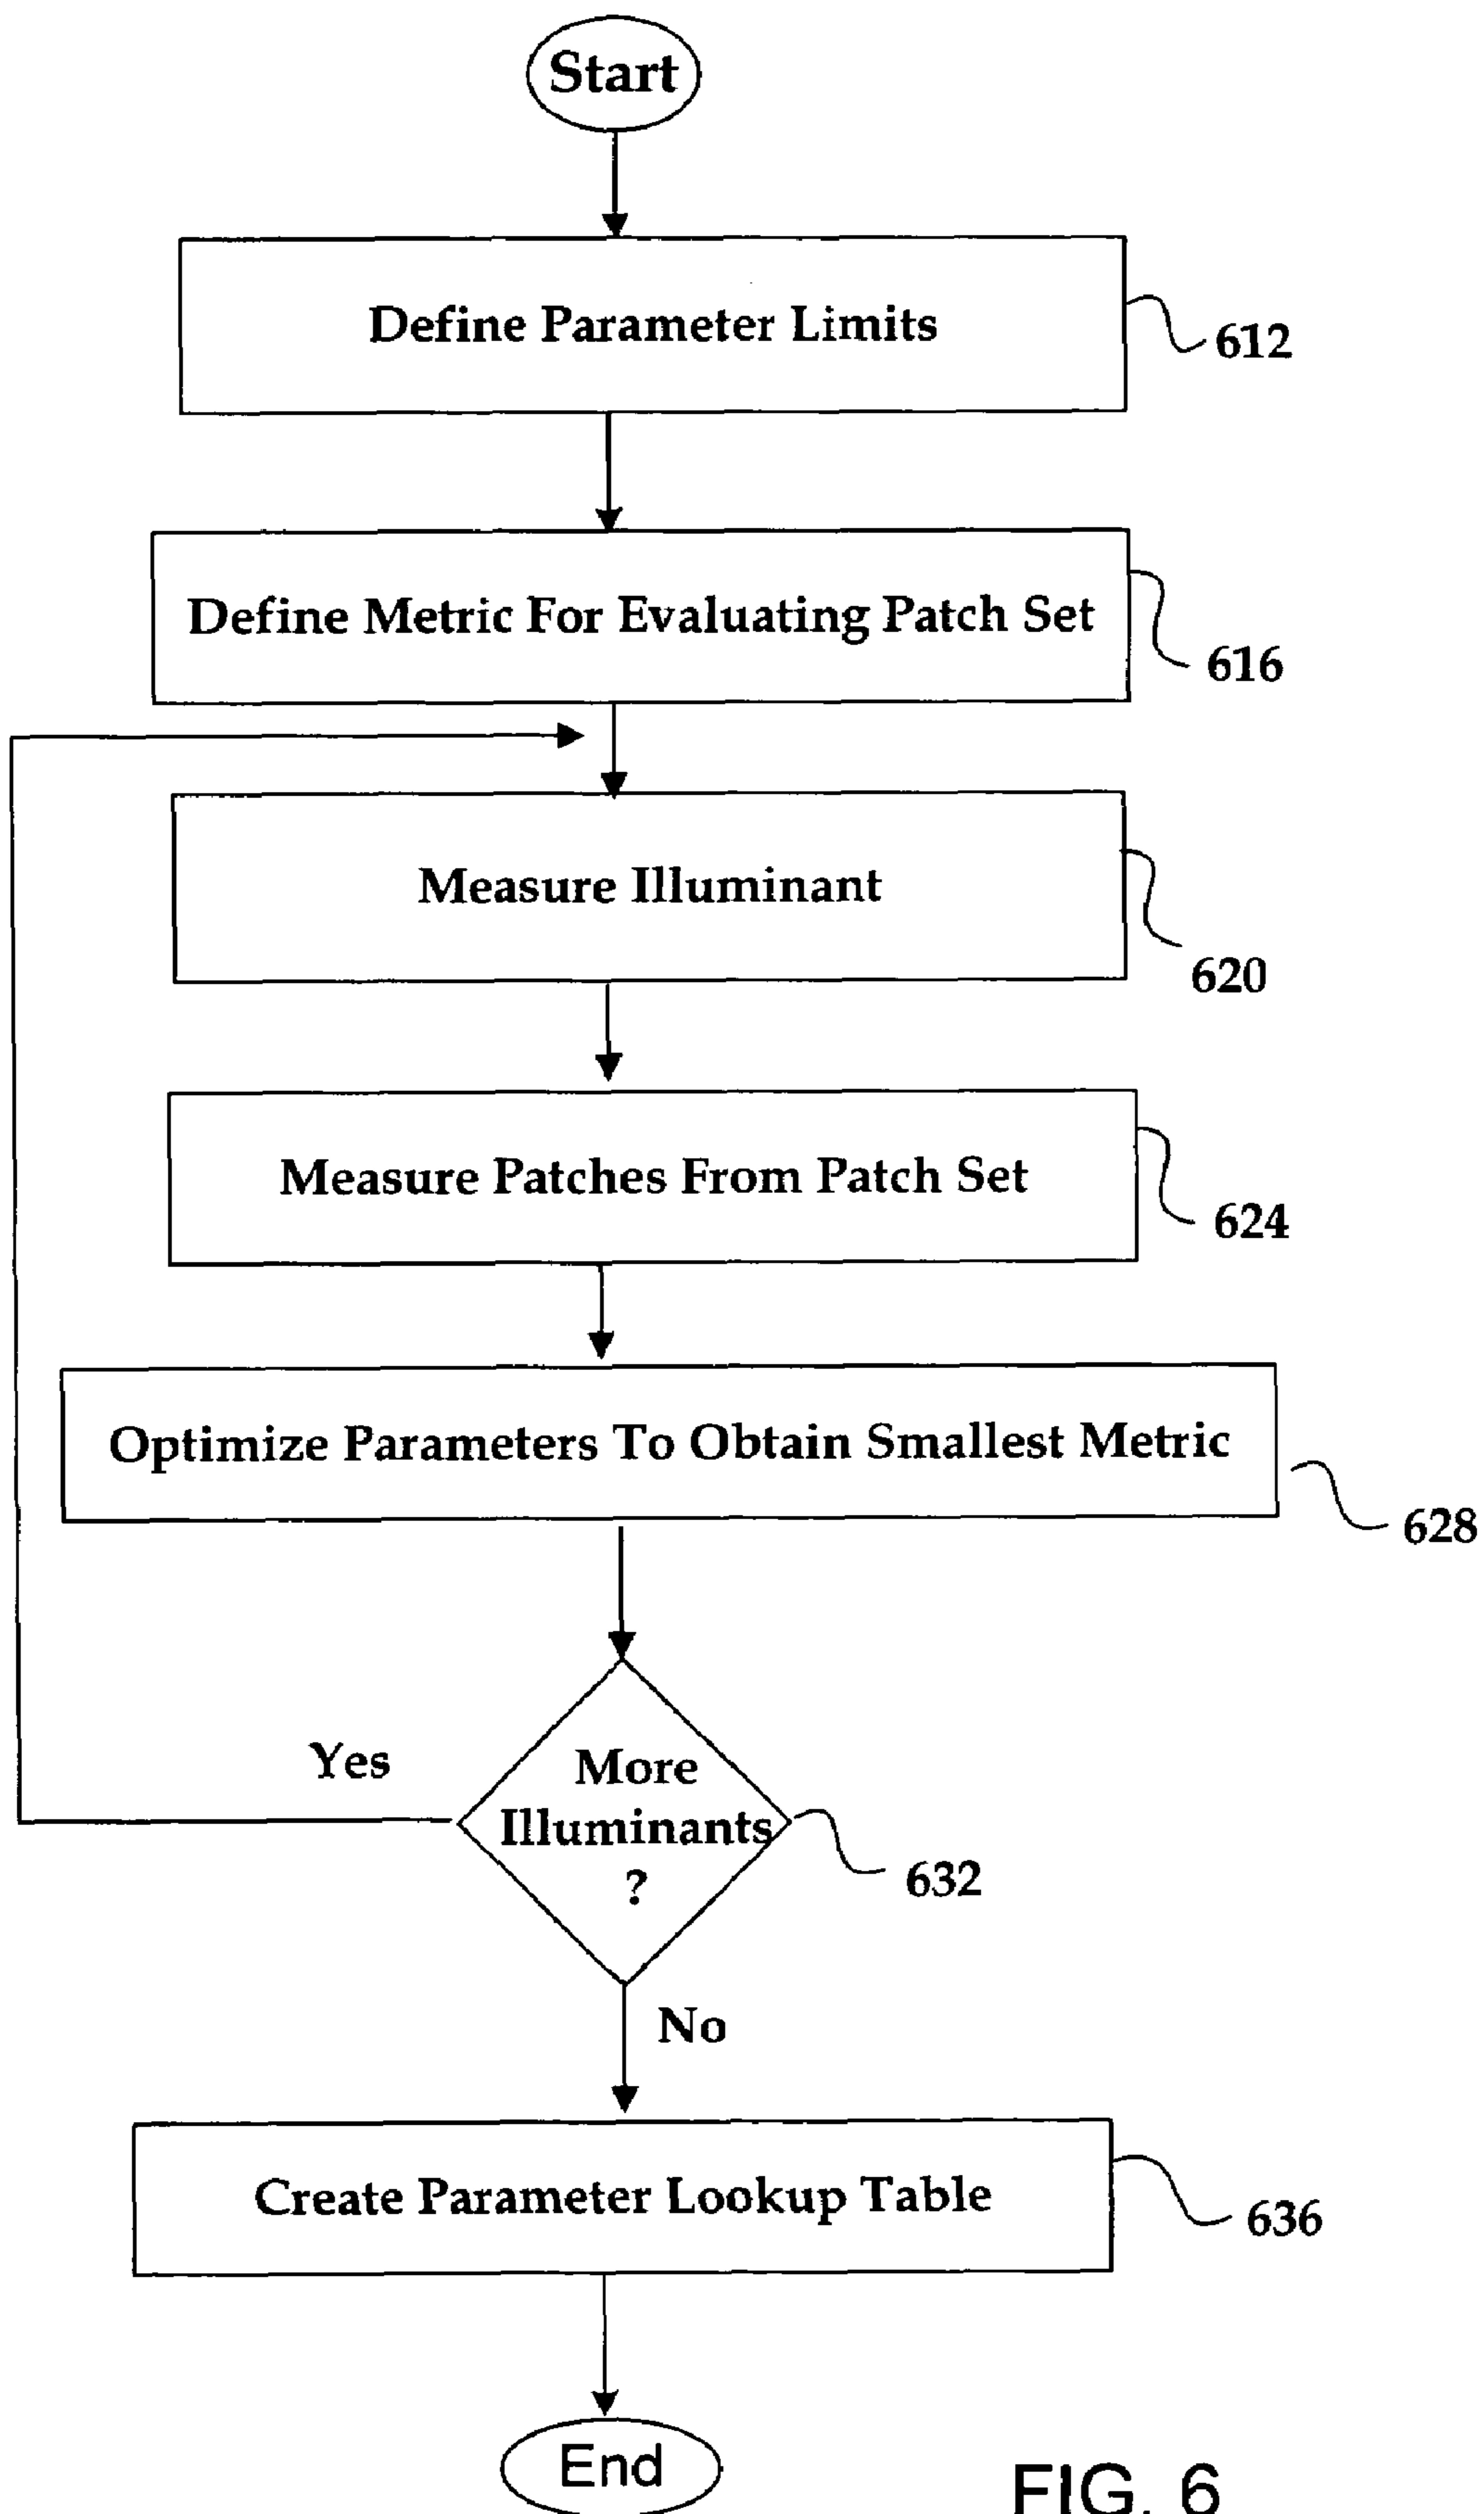 Start
Define Parameter Limits
612
Define Metric For Evaluating Patch Set
616
Measure Illuminant
620
Measure Patches From Patch Set
624
Optimize Parameters To Obtain Smallest Metric
628
Yes
More
Illuminants
?
632
No
Create Parameter Lookup Table
636
End
FIG. 6